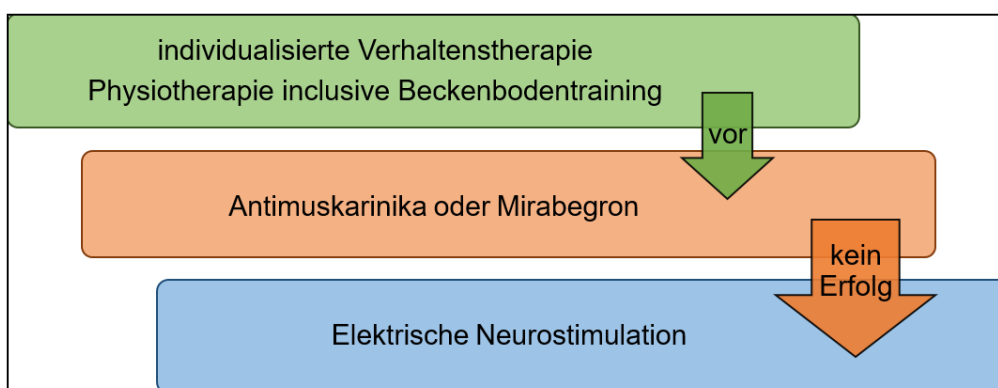 individualisierte Verhaltenstherapie
Physiotherapie inclusive Beckenbodentraining
vor
Antimuskarinika oder Mirabegron
kein
Erfolg
Elektrische Neurostimulation